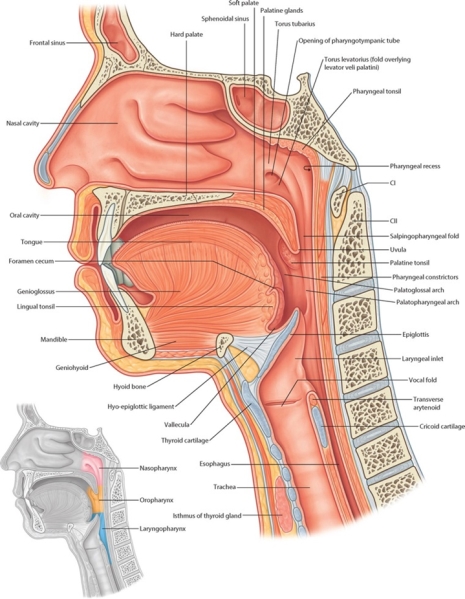 Soft palate
Palatine glands
Sphenoidal sinus
Torus tubarius
Hard palate
Opening of pharyngotympanic tube
Frontal sinus
Torus levatorius (fold overlying
levator veli palatini)
Pharyngeal tonsil
Nasal cavity
Pharyngeal recess
CI
Oral cavity
CII
Salpingopharyngeal fold
Tongue
Uvula
Foramen cecum
Palatine tonsil
Pharyngeal constrictors
Genioglossus
Palatoglossal arch
Lingual tonsil
Palatopharyngeal arch
Mandible
Epiglottis
Laryngeal inlet
Geniohyoid
Vocal fold
Hyoid bone
Transverse
arytenoid
Hyo-epiglottic ligament
Vallecula
Cricoid cartilage
Thyroid cartilage
Esophagus
Nasopharynx
Trachea
Oropharynx
Isthmus of thyroid gland
Laryngopharynx